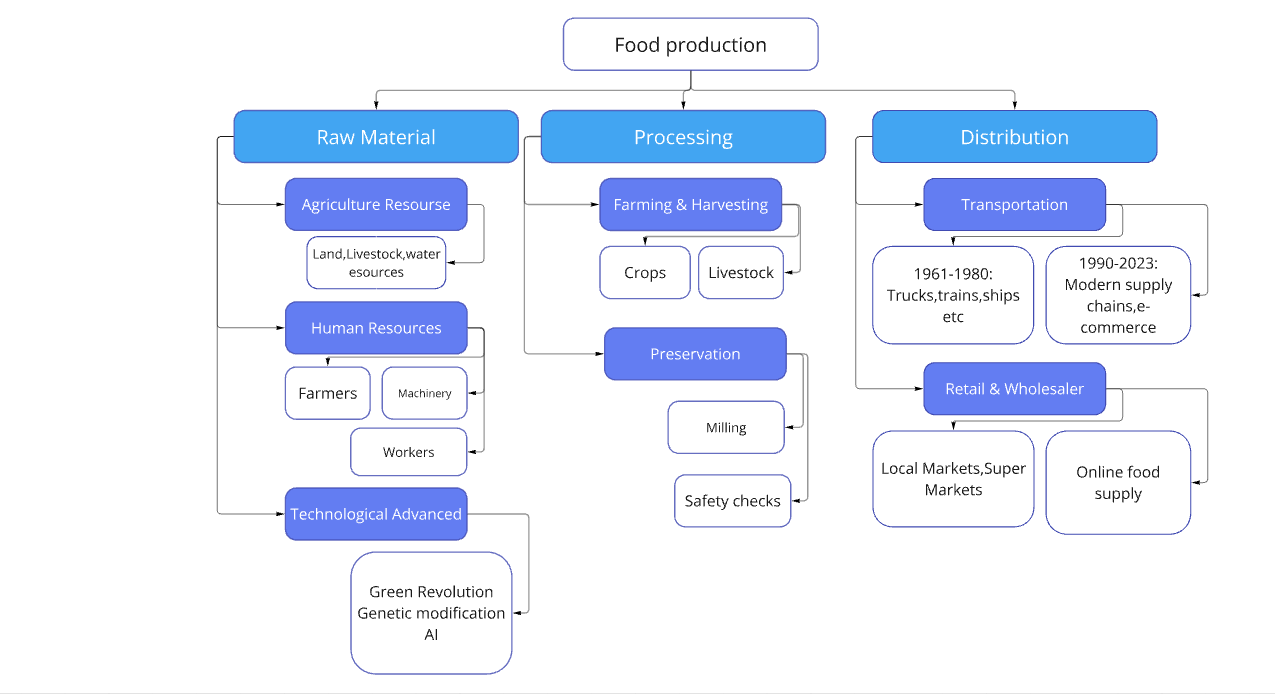 Food production
Raw Material
Processing
Distribution
Agriculture Resourse
Land,Livestock,water
esources
Human Resources
Farmers
Machinery
Workers
Technological Advanced
Green Revolution
Genetic modification
AI
Farming & Harvesting
Crops
Livestock
Preservation
Milling
Safety checks
Transportation
1961-1980:
Trucks,trains,ships
etc
1990-2023:
Modern supply
chains,e-
commerce
Retail & Wholesaler
Local Markets,Super
Markets
Online food
supply